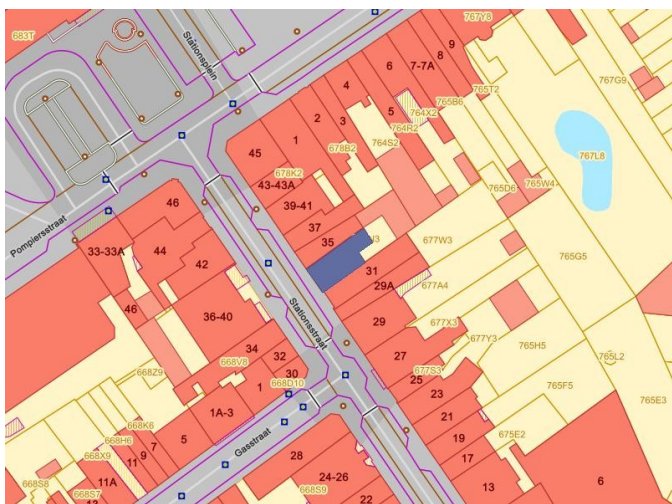 683T
Stationsplein
767Y8
9
8
7-7A
6
4
2
3
1
5
764X2
764R2
765B6
765T2
767G9
45
678K2
678B2
764S2
767L8
43-43A
39-41
765D6
765W4
Pompiersstraat
46
37
35
33-33A
44
42
31
677W3
765G5
29A
677A4
46
36-40
Stationsstraat
29
677X3
677Y3
765H5
34
32
30
668V8
668Z9
668D10
27
677S3
25
23
765L2
765F5
765E3
1
1A-3
668K6
668H6
668X9
5
7
9
11
11A
668S7
668S8
Gasstraat
21
19
17
13
675E2
6
28
24-26
668S9
22